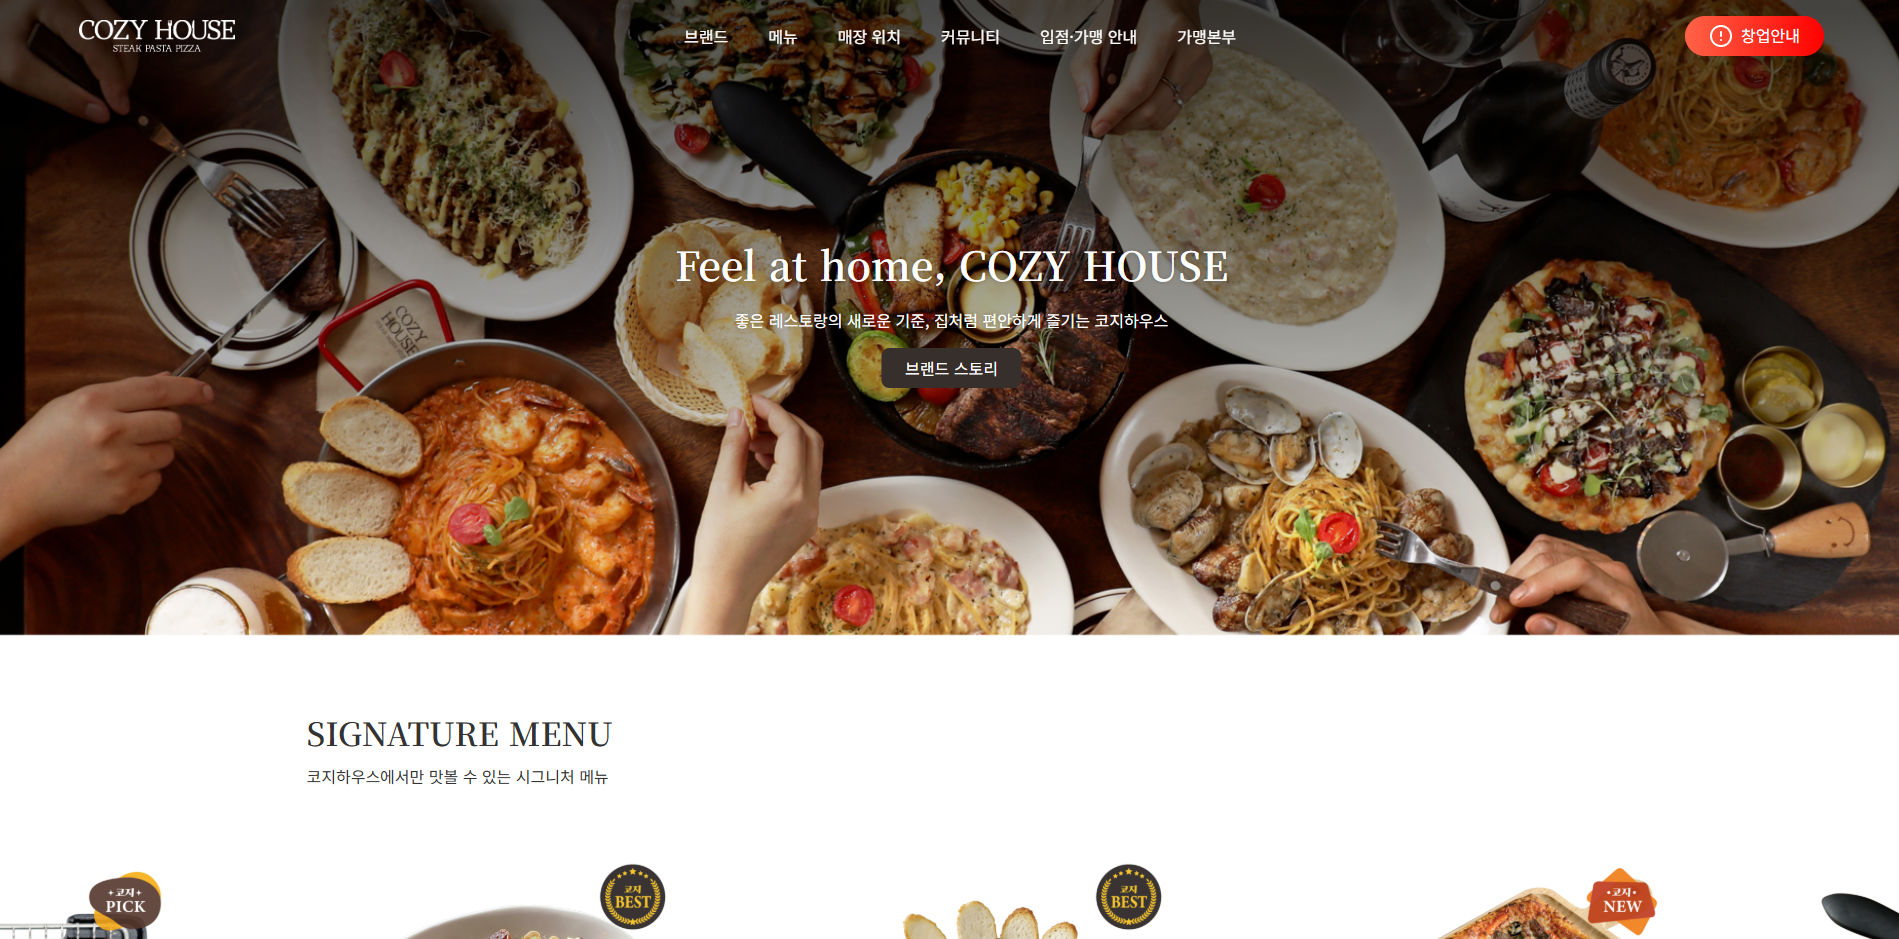 COZY HOUSE
STEAK PASTA PIZZA
브랜드
메뉴
매장 위치
커뮤니티
입점·가맹 안내
가맹본부
창업안내
COZY
HOUSE
Feel at home, COZY HOUSE
좋은 레스토랑의 새로운 기준, 집처럼 편안하게 즐기는 코지하우스
브랜드 스토리
SIGNATURE MENU
코지하우스에서만 맛볼 수 있는 시그니처 메뉴
코지
PICK
코지
BEST
코지
BEST
코지
NEW